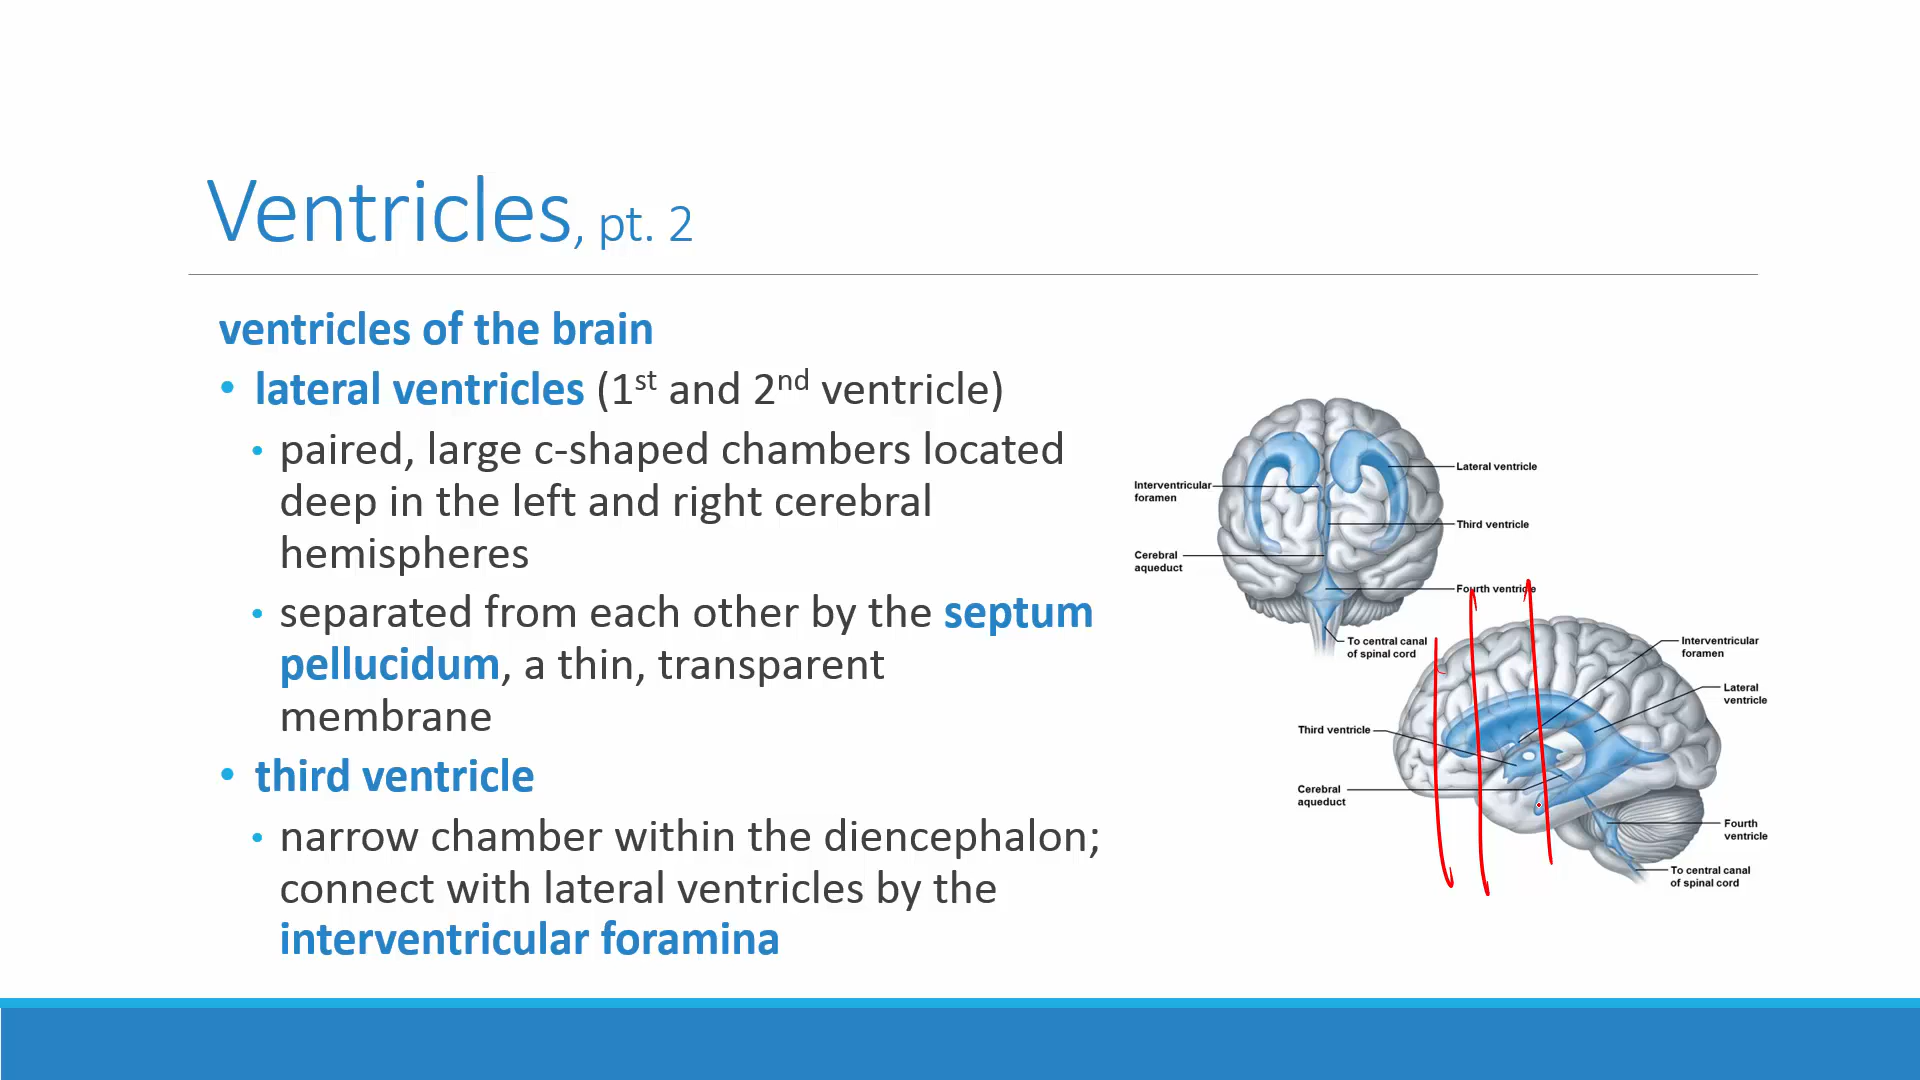 Ventricles, pt. 2
ventricles of the brain
• lateral ventricles (1st and 2nd ventricle)
• paired, large c-shaped chambers located
deep in the left and right cerebral
hemispheres
• separated from each other by the septum
pellucidum, a thin, transparent
membrane
• third ventricle
• narrow chamber within the diencephalon;
connect with lateral ventricles by the
interventricular foramina
Lateral ventricle
Interventricular
foramen
Third ventricle
Cerebral
aqueduct
Fourth ventricle
To central canal
of spinal cord
Interventricular
foramen
Lateral
ventricle
Third ventricle
Cerebral
aqueduct
Fourth
ventricle
To central canal
of spinal cord